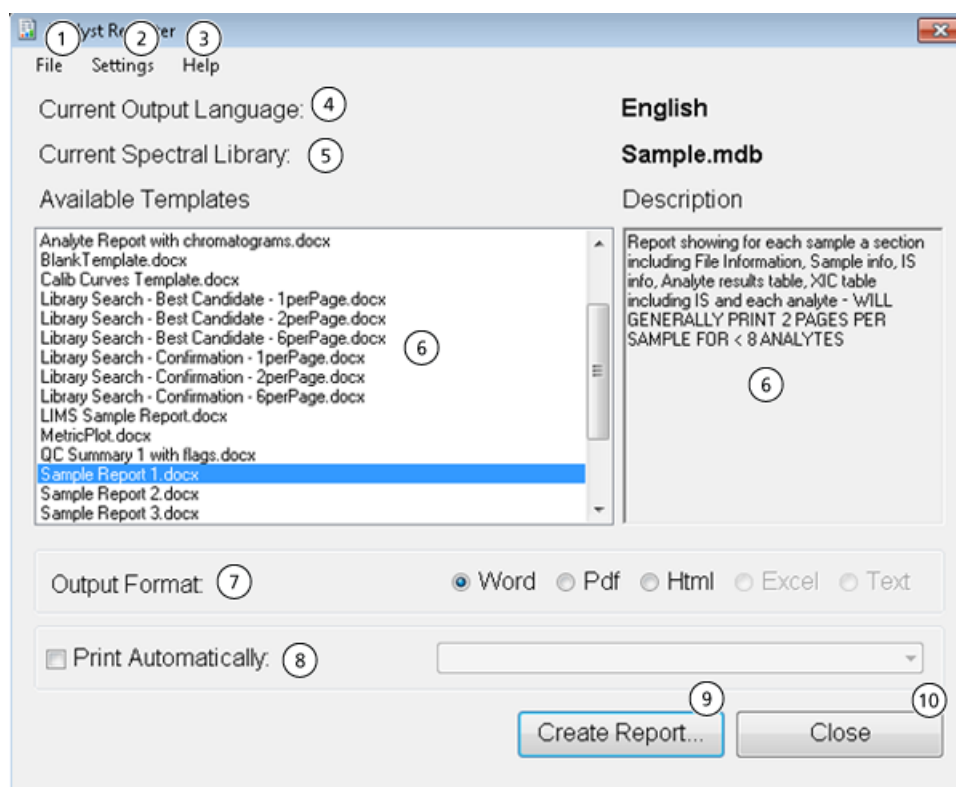 1 2 3
File Settings Help
Current Output Language: 4 English
Current Spectral Library: 5 Sample.mdb
Available Templates Description
Analyte Report with chromatograms.docx
BlankTemplate.docx
Calib Curves Template.docx
Library Search - Best Candidate - 1perPage.docx
Library Search - Best Candidate - 2perPage.docx
Library Search - Best Candidate - 6perPage.docx
Library Search - Confirmation - 1perPage.docx
Library Search - Confirmation - 2perPage.docx
Library Search - Confirmation - 6perPage.docx
LIMS Sample Report.docx
MetricPlot.docx
QC Summary 1 with flags.docx
Sample Report 1.docx
Sample Report 2.docx
Sample Report 3.docx
6
Report showing for each sample a section
including File Information, Sample info, IS
info, Analyte results table, XIC table
including IS and each analyte - WILL
GENERALLY PRINT 2 PAGES PER
SAMPLE FOR < 8 ANALYTES
6
Output Format: 7 Word Pdf Html Excel Text
Print Automatically: 8
9 10
Create Report... Close